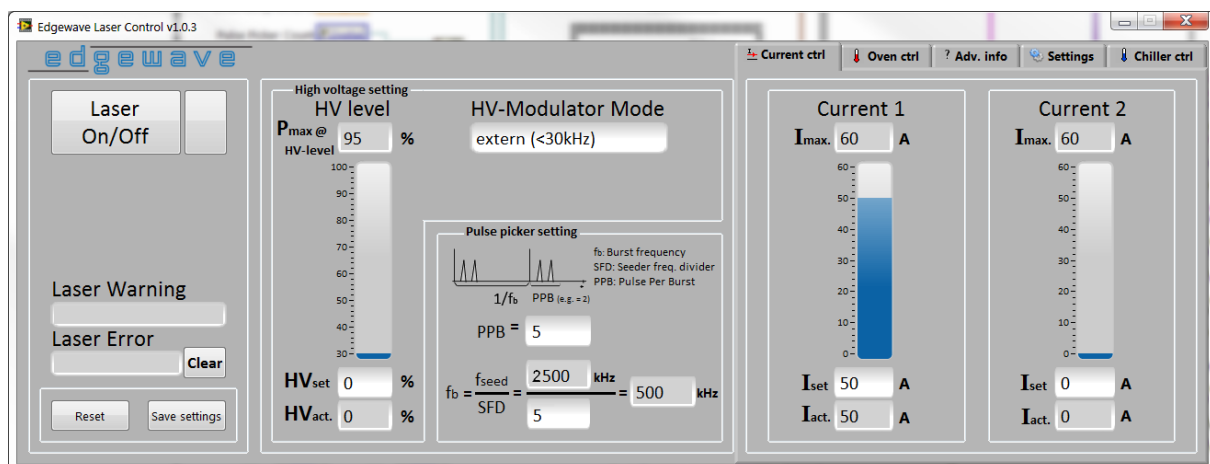 Edgewave Laser Control v1.0.3
edgewave
Current ctrl
Oven ctrl
? Adv. info
Settings
Chiller ctrl
Laser
On/Off
Laser Warning
Laser Error
Clear
Reset
Save settings
High voltage setting
HV level
Pmax @
HV-level
95
%
100
90
80
70
60
50
40
30
HVset 0 %
HVact. 0 %
HV-Modulator Mode
extern (<30kHz)
Pulse picker setting
fb: Burst frequency
SFD: Seeder freq. divider
PPB: Pulse Per Burst
1/fb PPB (e.g. = 2)
PPB = 5
fb = fseed / SFD = 2500 kHz / 5 = 500 kHz
Current 1
Imax. 60 A
60
50
40
30
20
10
0
Iset 50 A
Iact. 50 A
Current 2
Imax. 60 A
60
50
40
30
20
10
0
Iset 0 A
Iact. 0 A